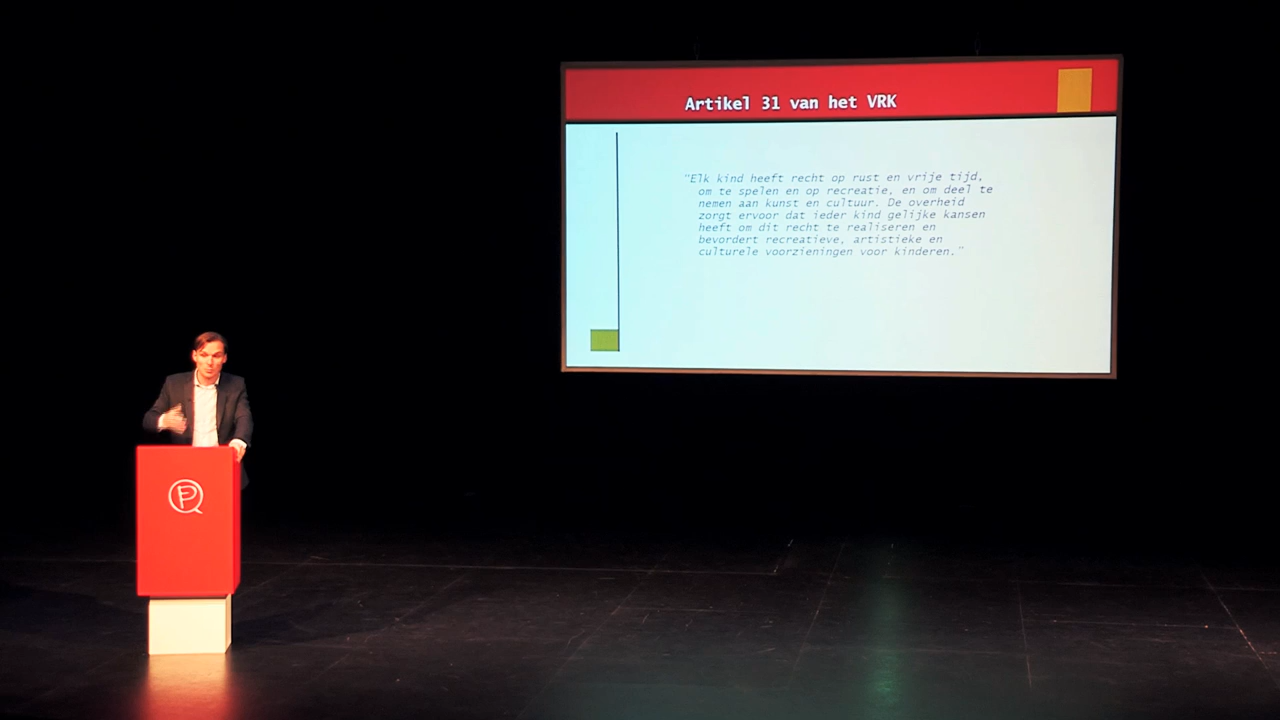 Artikel 31 van het VRK
"Elk kind heeft recht op rust en vrije tijd,
om te spelen en op recreatie, en om deel te
nemen aan kunst en cultuur. De overheid
zorgt ervoor dat ieder kind gelijke kansen
heeft om dit recht te realiseren en
bevordert recreatieve, artistieke en
culturele voorzieningen voor kinderen."